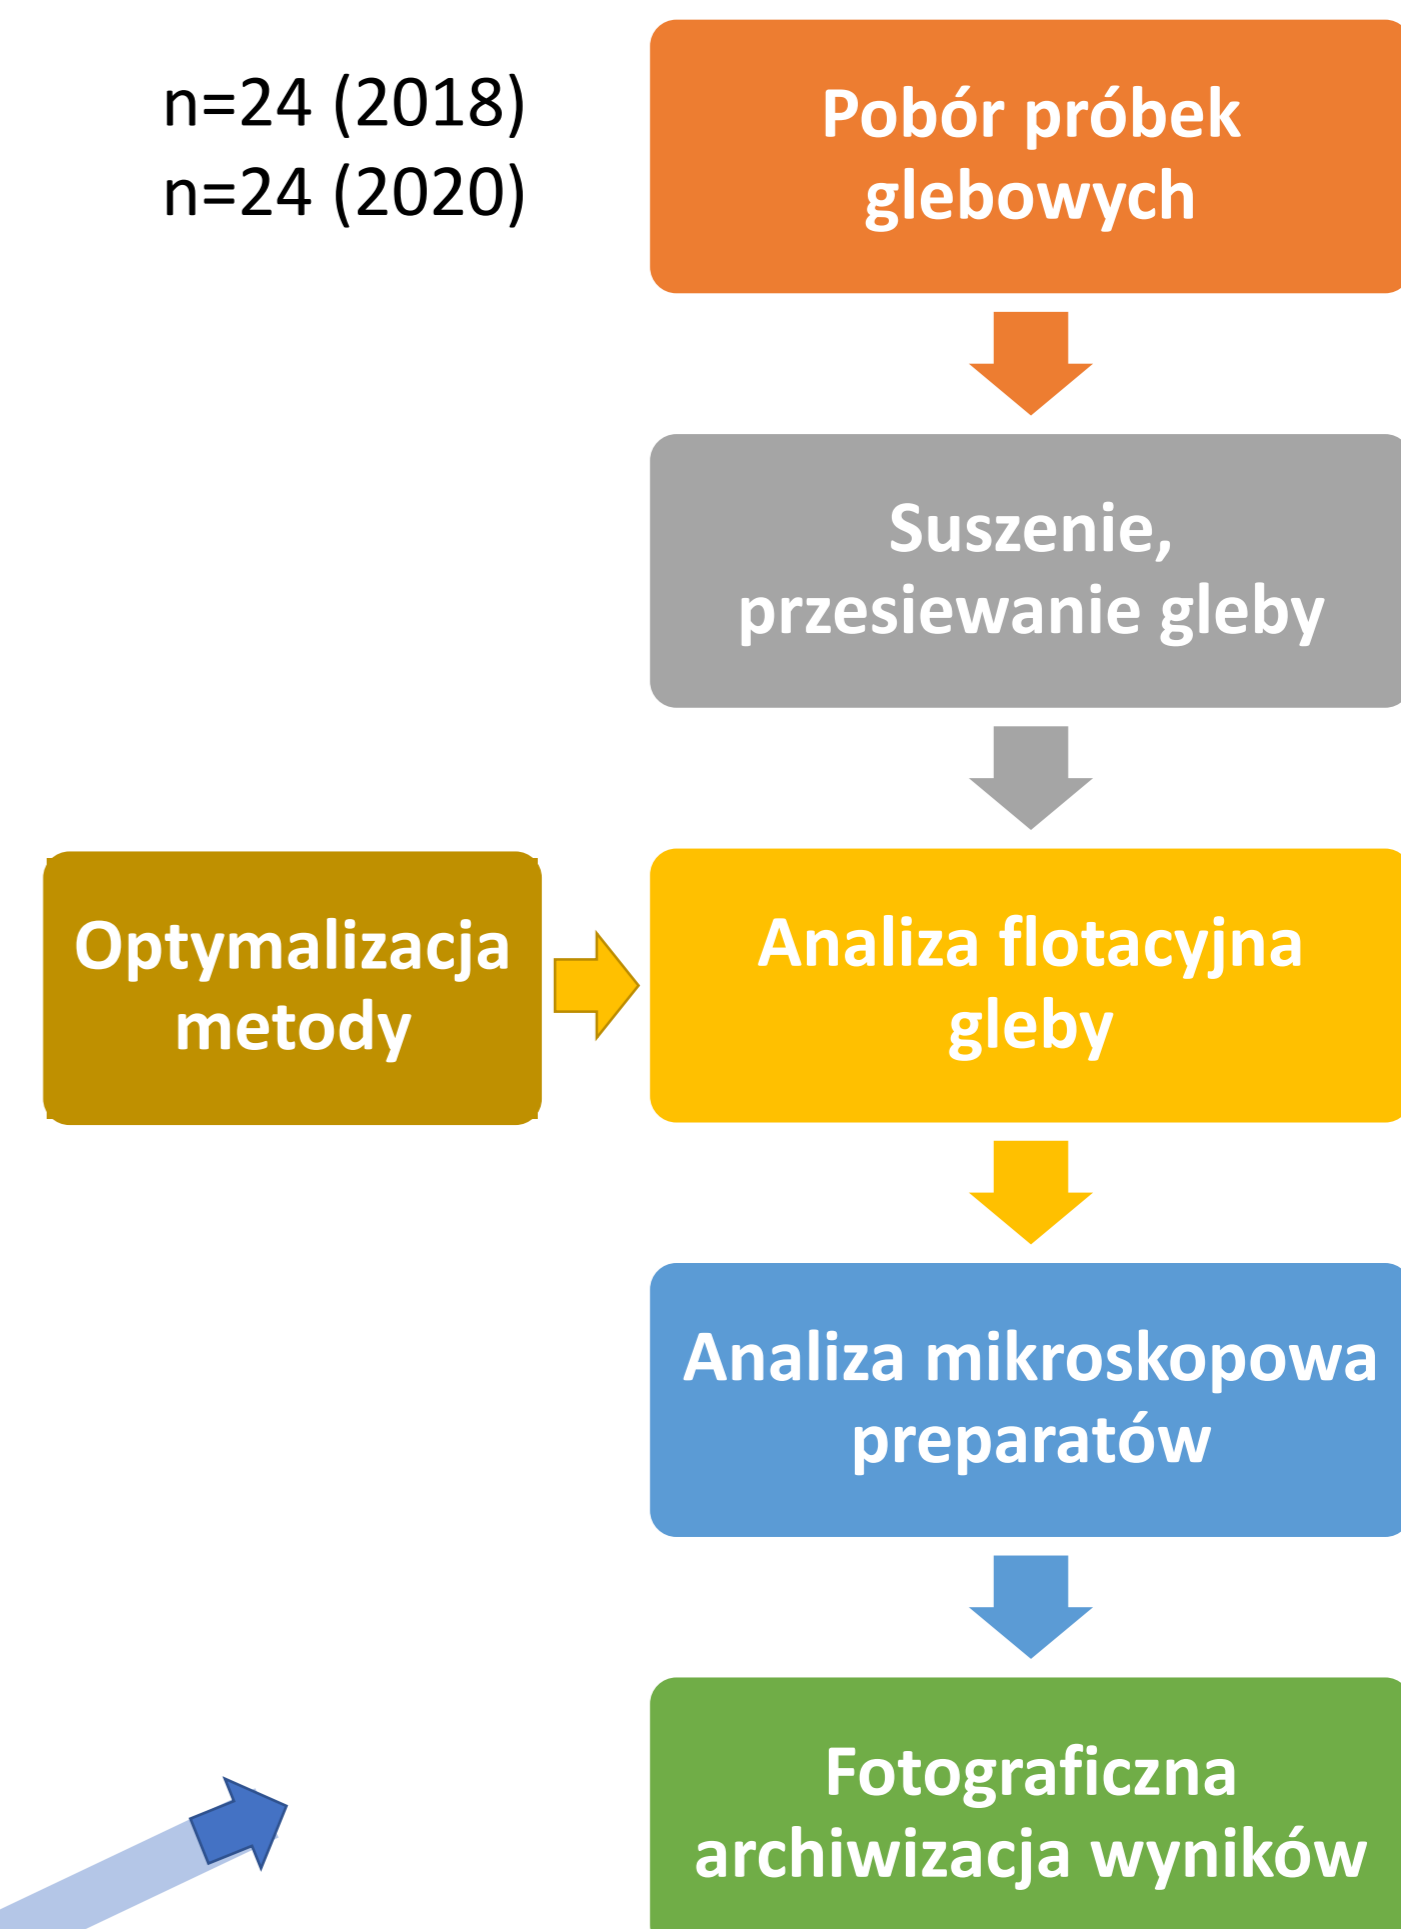 n=24 (2018)
n=24 (2020)
Pobór próbek
glebowych
Suszenie,
przesiewanie gleby
Optymalizacja
metody
Analiza flotacyjna
gleby
Analiza mikroskopowa
preparatów
Fotograficzna
archiwizacja wyników